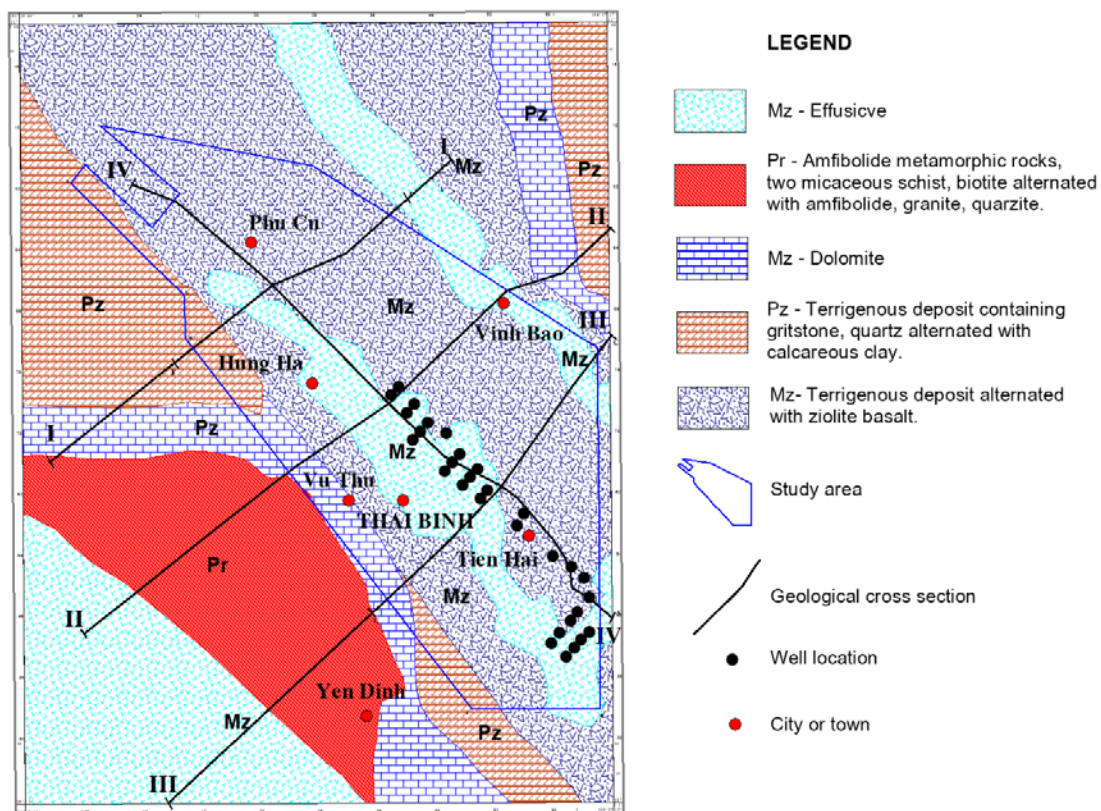 LEGEND
Mz - Effusicve
Pr - Amfibolide metamorphic rocks,
two micaceous schist, biotite alternated
with amfibolide, granite, quarzite.
Mz - Dolomite
Pz - Terrigenous deposit containing
gritstone, quartz alternated with
calcareous clay.
Mz- Terrigenous deposit alternated
with ziolite basalt.
Study area
Geological cross section
Well location
City or town
Pz
I
Mz
IV
Pz
II
Phu Cu
Pz
Mz
Vinh Bao
III
Mz
Hung Ha
I
Pz
Mz
Vu Thu
THAI BINH
Tien Hai
Pr
Mz
II
IV
Yen Dinh
Mz
Pz
III